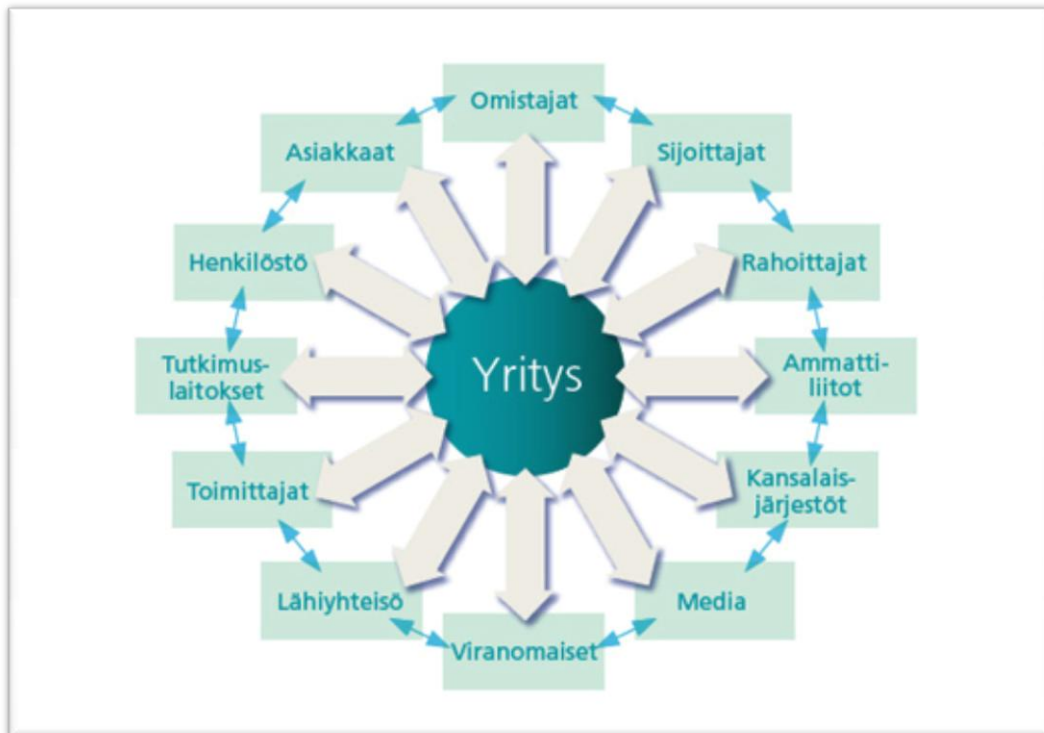 Omistajat
Sijoittajat
Rahoittajat
Ammatti-
liitot
Kansalais-
järjestöt
Media
Viranomaiset
Lähiyhteisö
Toimittajat
Tutkimus-
laitokset
Henkilöstö
Asiakkaat
Yritys